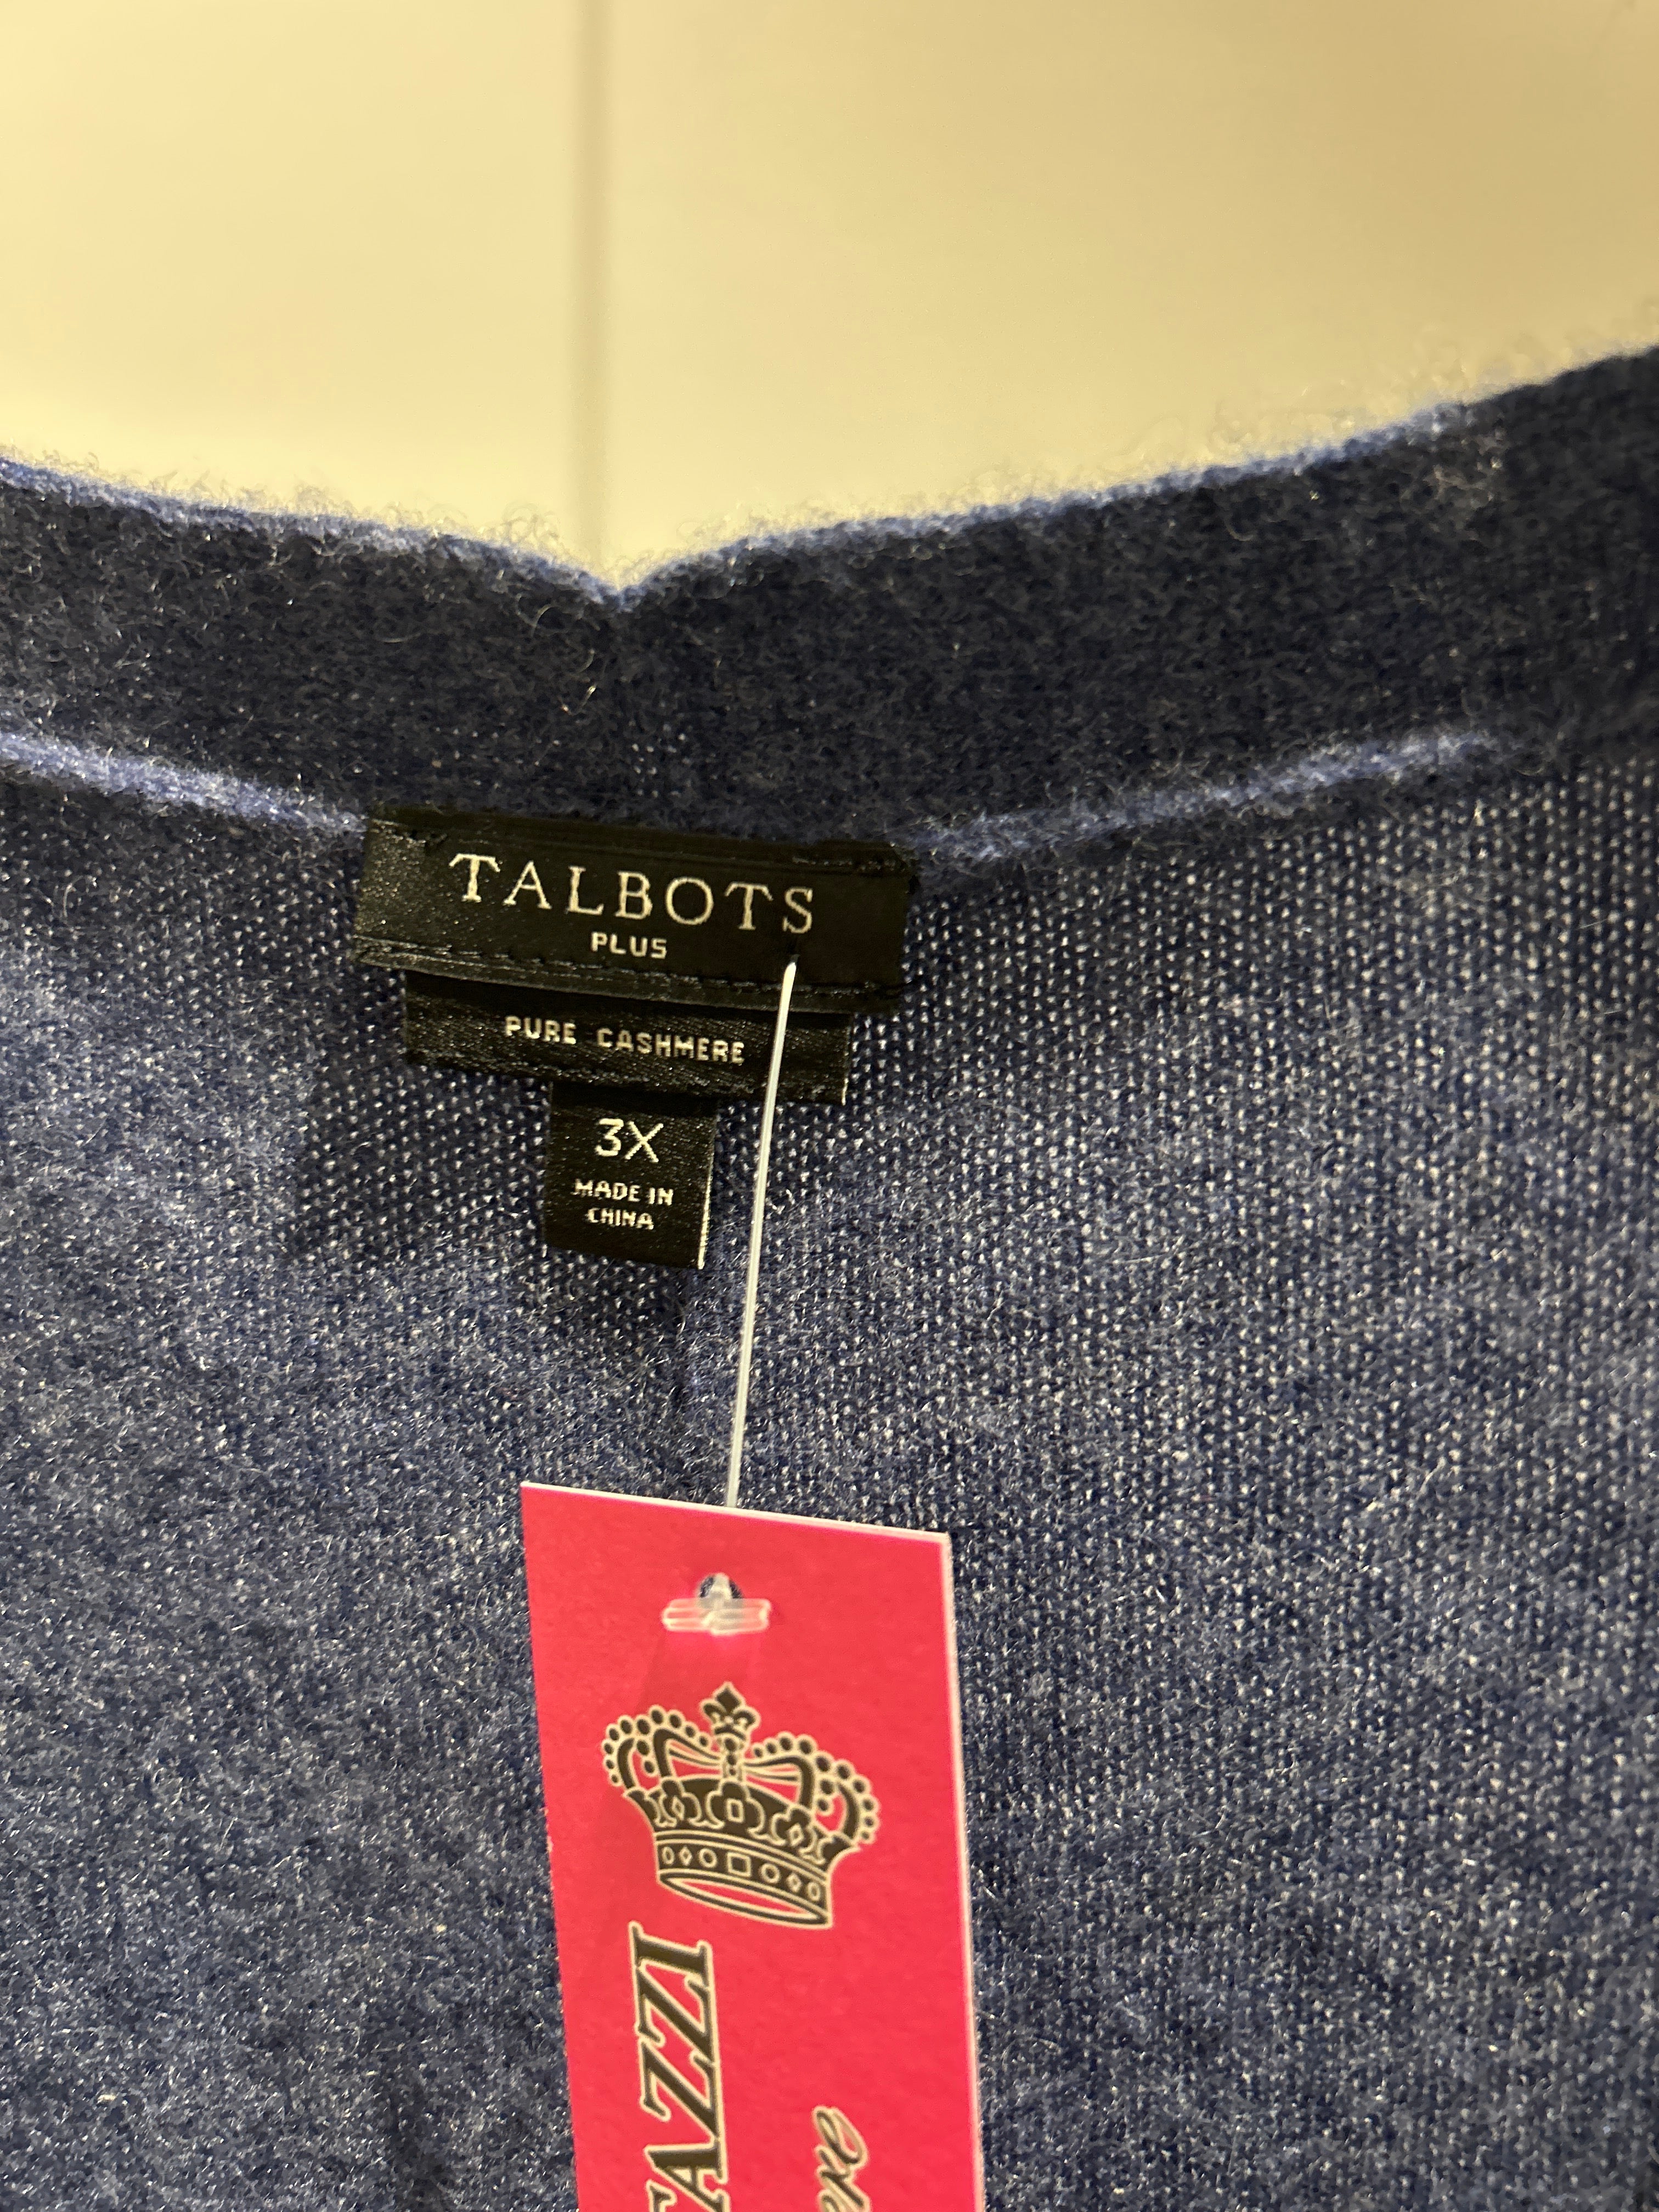 TALBOTS
PLUS
PURE CASHMERE
3X
MADE IN
CHINA